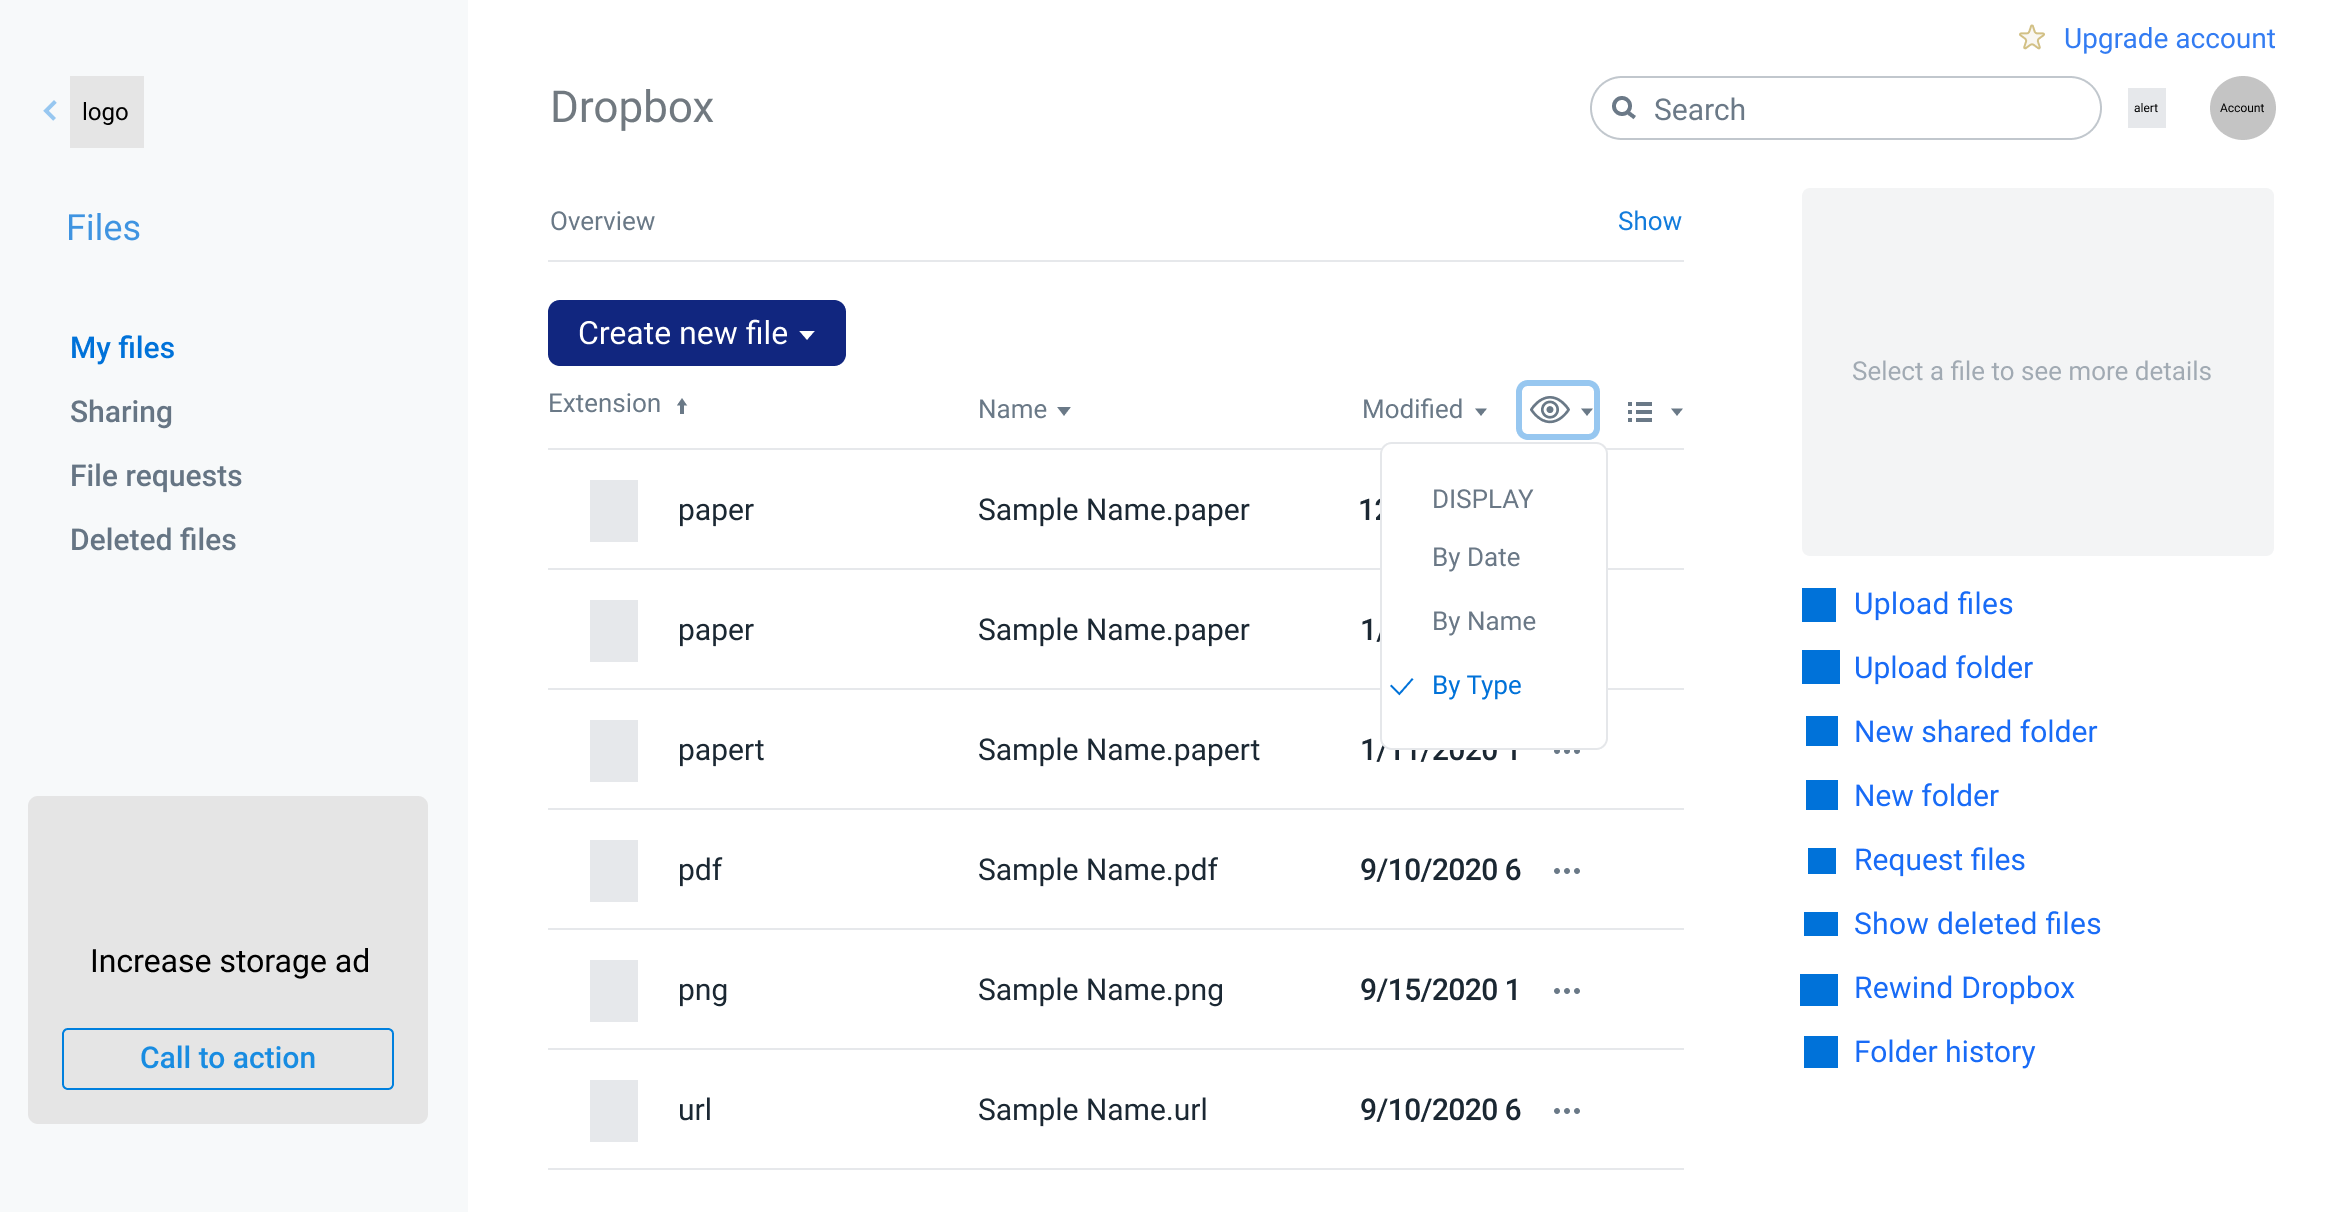 Upgrade account
logo
Dropbox
Search
alert
Account
Files
Overview
Show
My files
Sharing
File requests
Deleted files
Create new file
Extension
Name
Modified
DISPLAY
By Date
By Name
By Type
paper
Sample Name.paper
paper
Sample Name.paper
papert
Sample Name.papert
1/11/2020 1
pdf
Sample Name.pdf
9/10/2020 6
png
Sample Name.png
9/15/2020 1
url
Sample Name.url
9/10/2020 6
Select a file to see more details
Upload files
Upload folder
New shared folder
New folder
Request files
Show deleted files
Rewind Dropbox
Folder history
Increase storage ad
Call to action